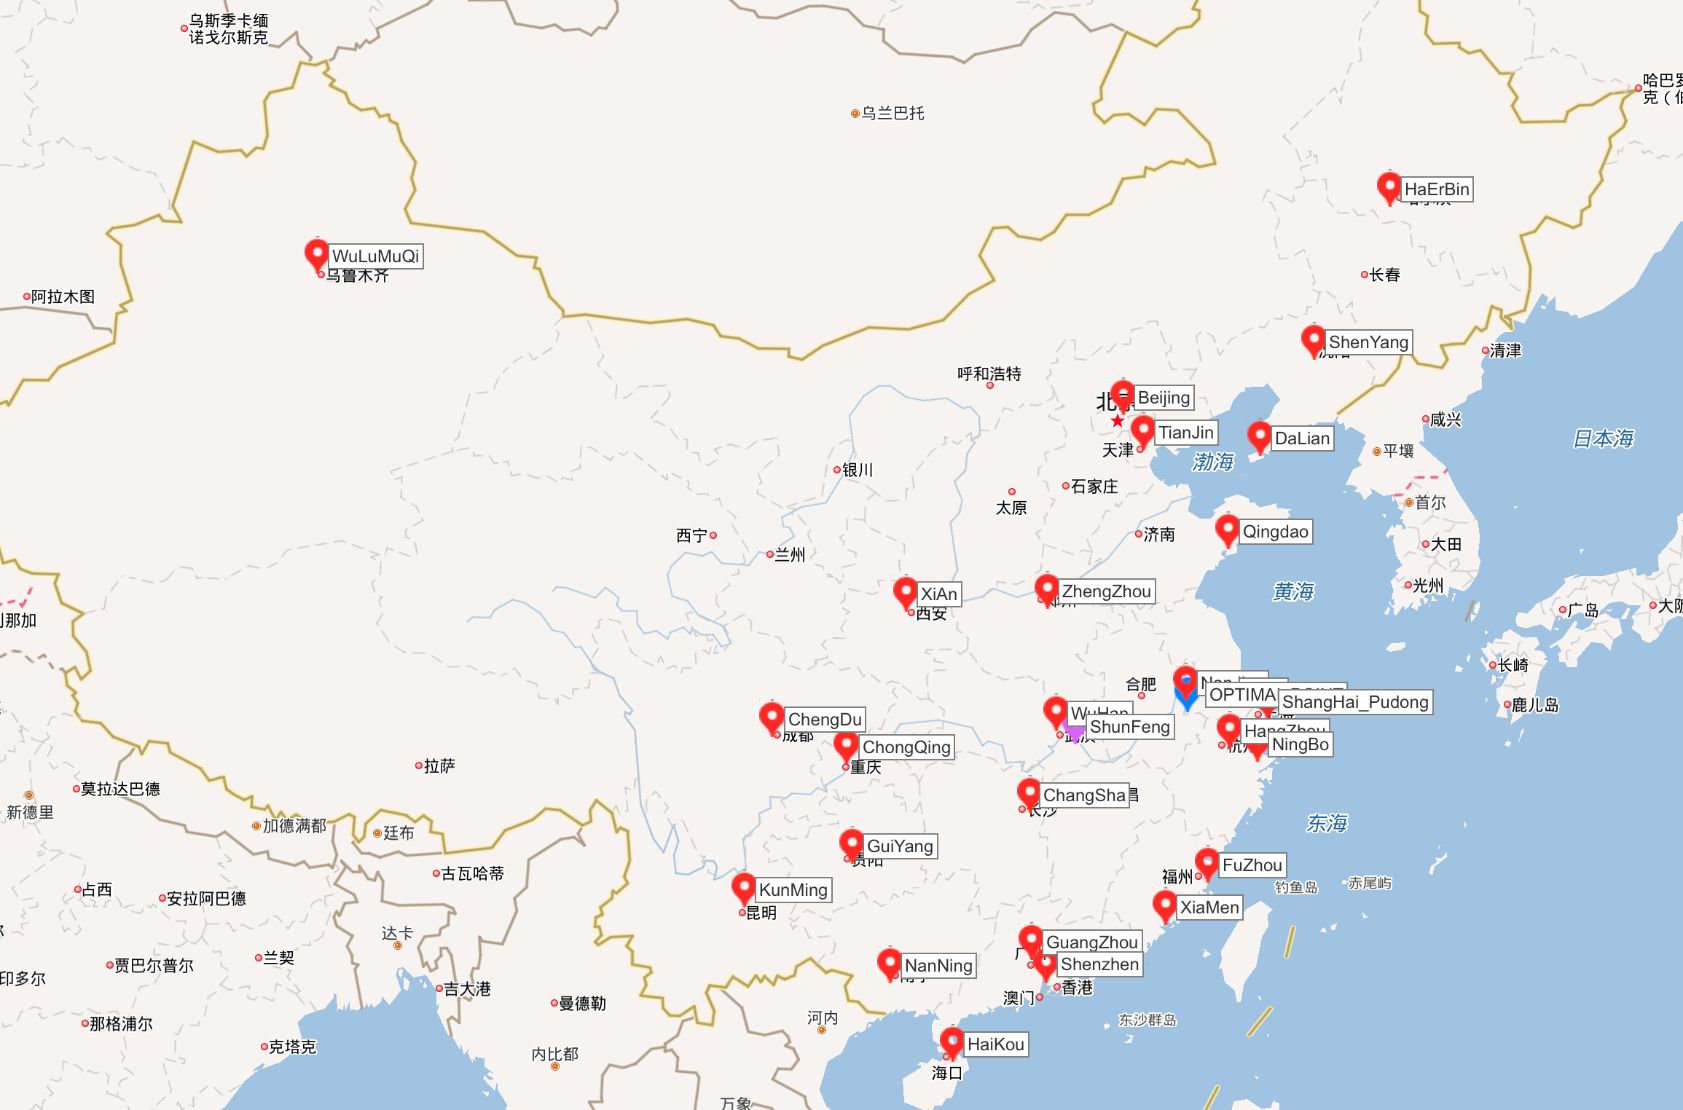 乌斯季卡缅
诺戈尔斯克
乌兰巴托
HaErBin
WuLuMuQi
乌鲁木齐
阿拉木图
长春
ShenYang
清津
呼和浩特
Beijing
TianJin
天津
DaLian
咸兴
日本海
平壤
渤海
银川
石家庄
太原
首尔
Qingdao
济南
西宁
兰州
大田
光州
黄海
XiAn
西安
ZhengZhou
广岛
长崎
合肥
OPTIMAL
ShangHai_Pudong
鹿儿岛
ChengDu
成都
WuHan
ShunFeng
HangZhou
NingBo
ChongQing
重庆
拉萨
莫拉达巴德
新德里
加德满都
廷布
ChangSha
东海
GuiYang
贵阳
古瓦哈蒂
KunMing
昆明
FuZhou
福州
钓鱼岛
赤尾屿
占西
安拉阿巴德
XiaMen
达卡
GuangZhou
Shenzhen
NanNing
兰契
贾巴尔普尔
印多尔
吉大港
香港
澳门
曼德勒
河内
东沙群岛
那格浦尔
克塔克
内比都
HaiKou
海口
万象